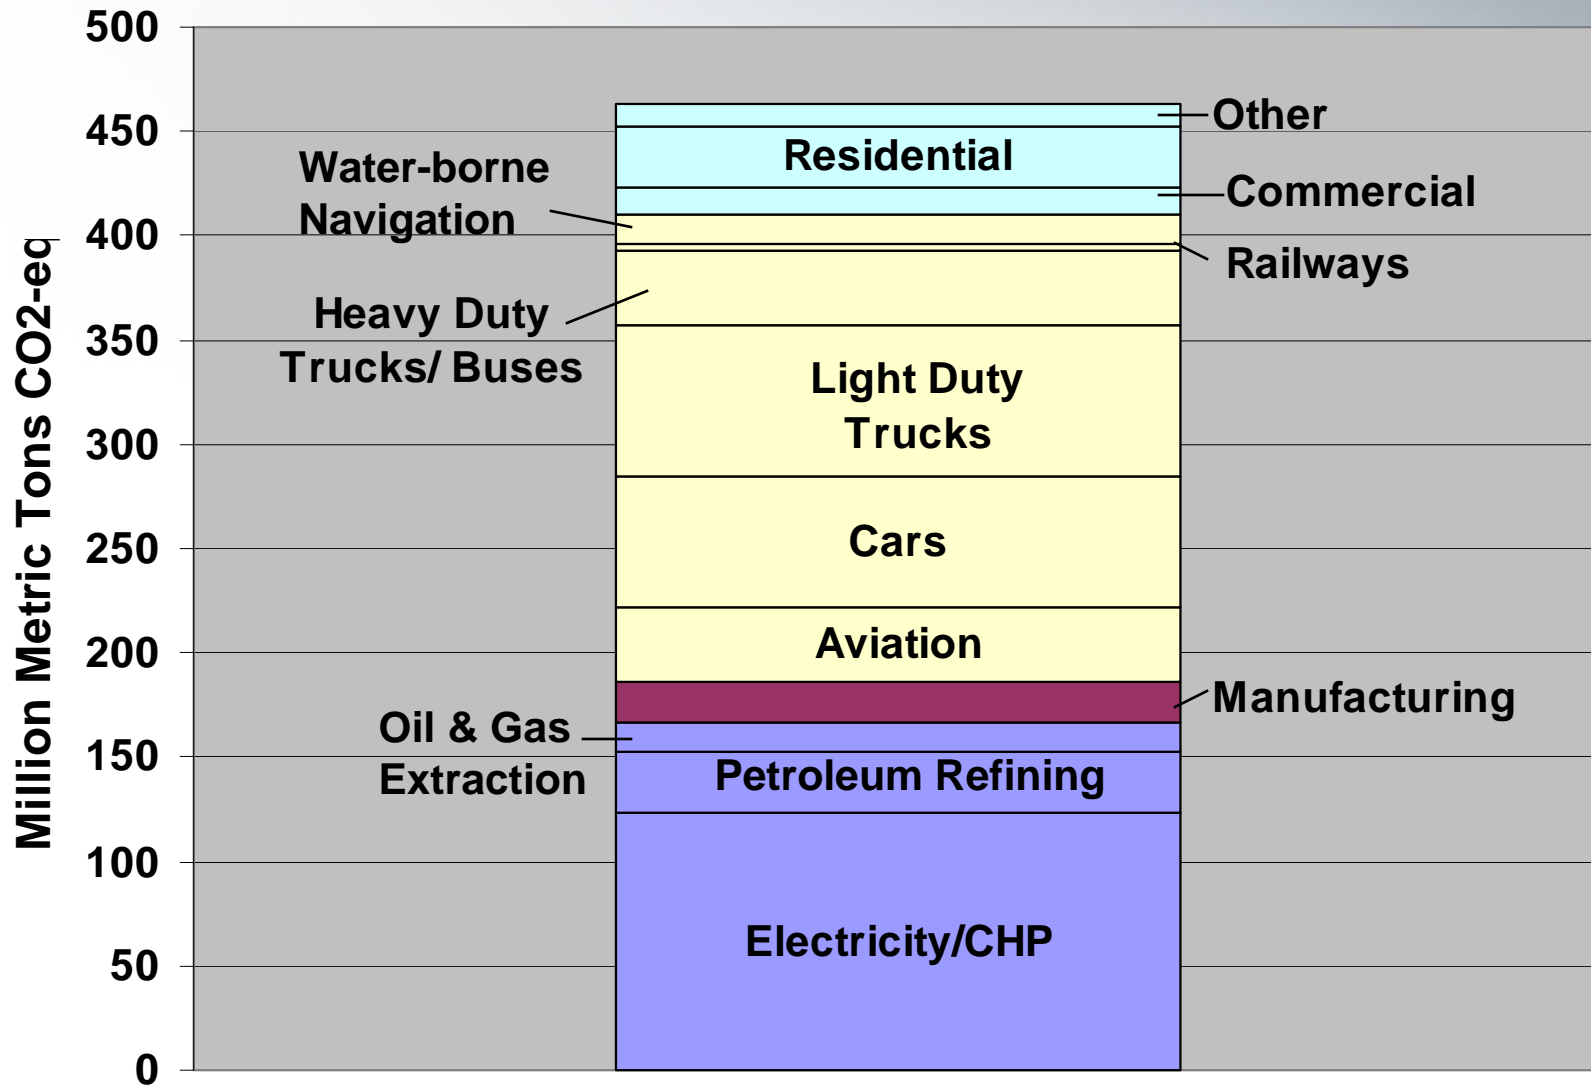 500
450
400
350
300
250
200
150
100
50
0
Million Metric Tons CO2-eq
Other
Residential
Water-borne
Navigation
Commercial
Railways
Heavy Duty
Trucks/ Buses
Light Duty
Trucks
Cars
Aviation
Manufacturing
Oil & Gas
Extraction
Petroleum Refining
Electricity/CHP